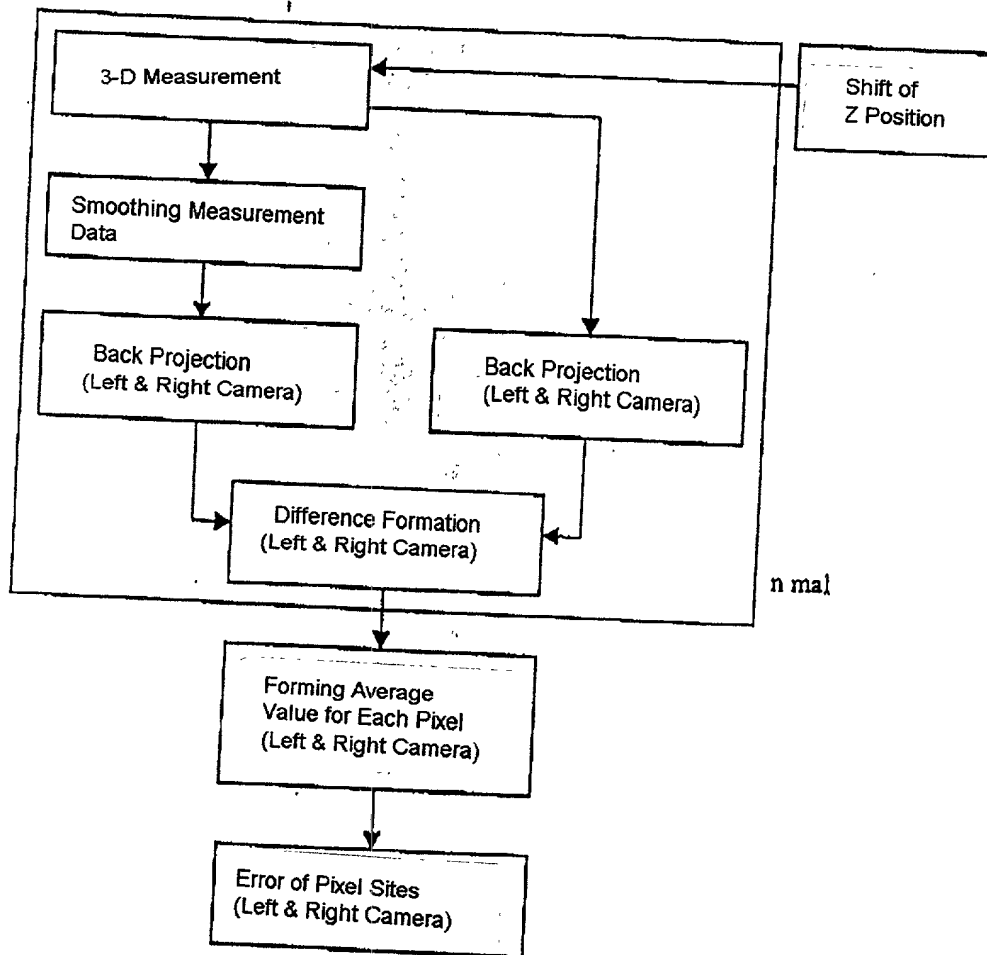 3-D Measurement
Shift of
Z Position
Smoothing Measurement
Data
Back Projection
(Left & Right Camera)
Back Projection
(Left & Right Camera)
Difference Formation
(Left & Right Camera)
n mal
Forming Average
Value for Each Pixel
(Left & Right Camera)
Error of Pixel Sites
(Left & Right Camera)